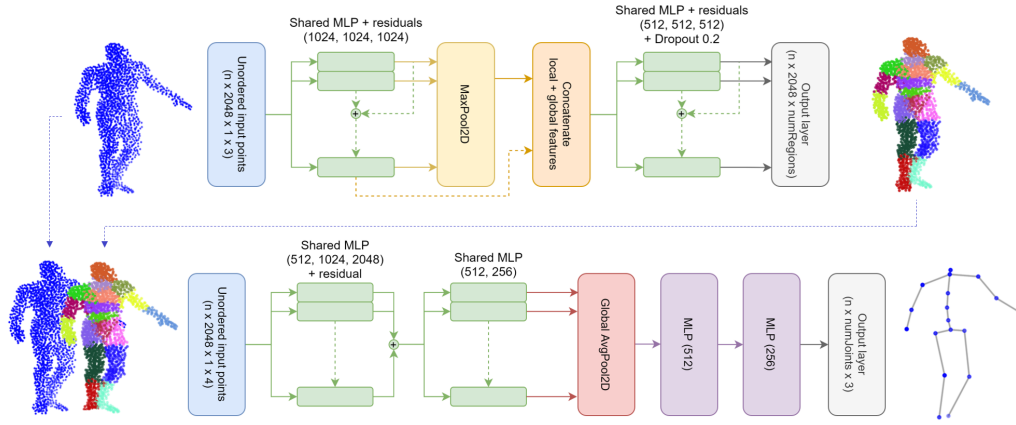 Shared MLP + residuals
(1024, 1024, 1024)
Shared MLP + residuals
(512, 512, 512)
+ Dropout 0.2
Unordered input points
(n x 2048 x 1 x 3)
MaxPool2D
Concatenate
local + global features
Output layer
(n x 2048 x numRegions)
Shared MLP
(512, 1024, 2048)
+ residual
Shared MLP
(512, 256)
Unordered input points
(n x 2048 x 1 x 4)
Global AvgPool2D
MLP (512)
MLP (256)
Output layer
(n x numJoints x 3)